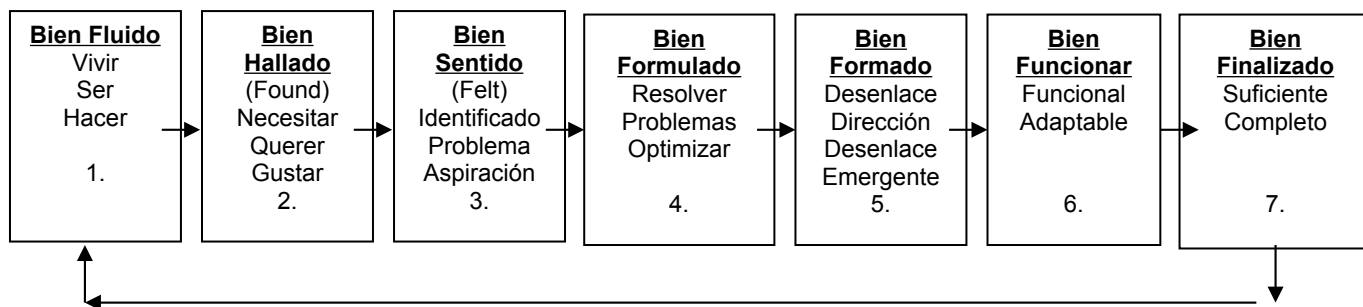 Bien Fluido
Vivir
Ser
Hacer
1.
Bien
Hallado
(Found)
Necesitar
Querer
Gustar
2.
Bien
Sentido
(Felt)
Identificado
Problema
Aspiración
3.
Bien
Formulado
Resolver
Problemas
Optimizar
4.
Bien
Formado
Desenlace
Dirección
Desenlace
Emergente
5.
Bien
Funcionar
Funcional
Adaptable
6.
Bien
Finalizado
Suficiente
Completo
7.